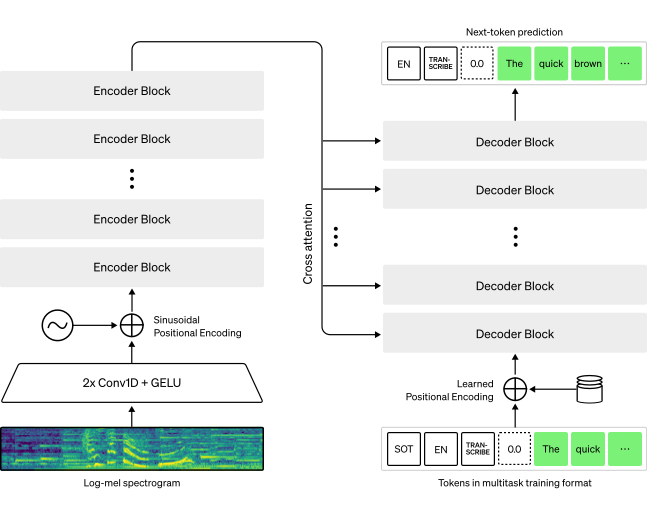 Next-token prediction
EN
TRAN-
SCRIBE
0.0
The
quick
brown
...
Encoder Block
Encoder Block
Encoder Block
Encoder Block
Sinusoidal
Positional Encoding
2x Conv1D + GELU
Log-mel spectrogram
Cross attention
Decoder Block
Decoder Block
Decoder Block
Decoder Block
Learned
Positional Encoding
SOT
EN
TRAN-
SCRIBE
0.0
The
quick
...
Tokens in multitask training format